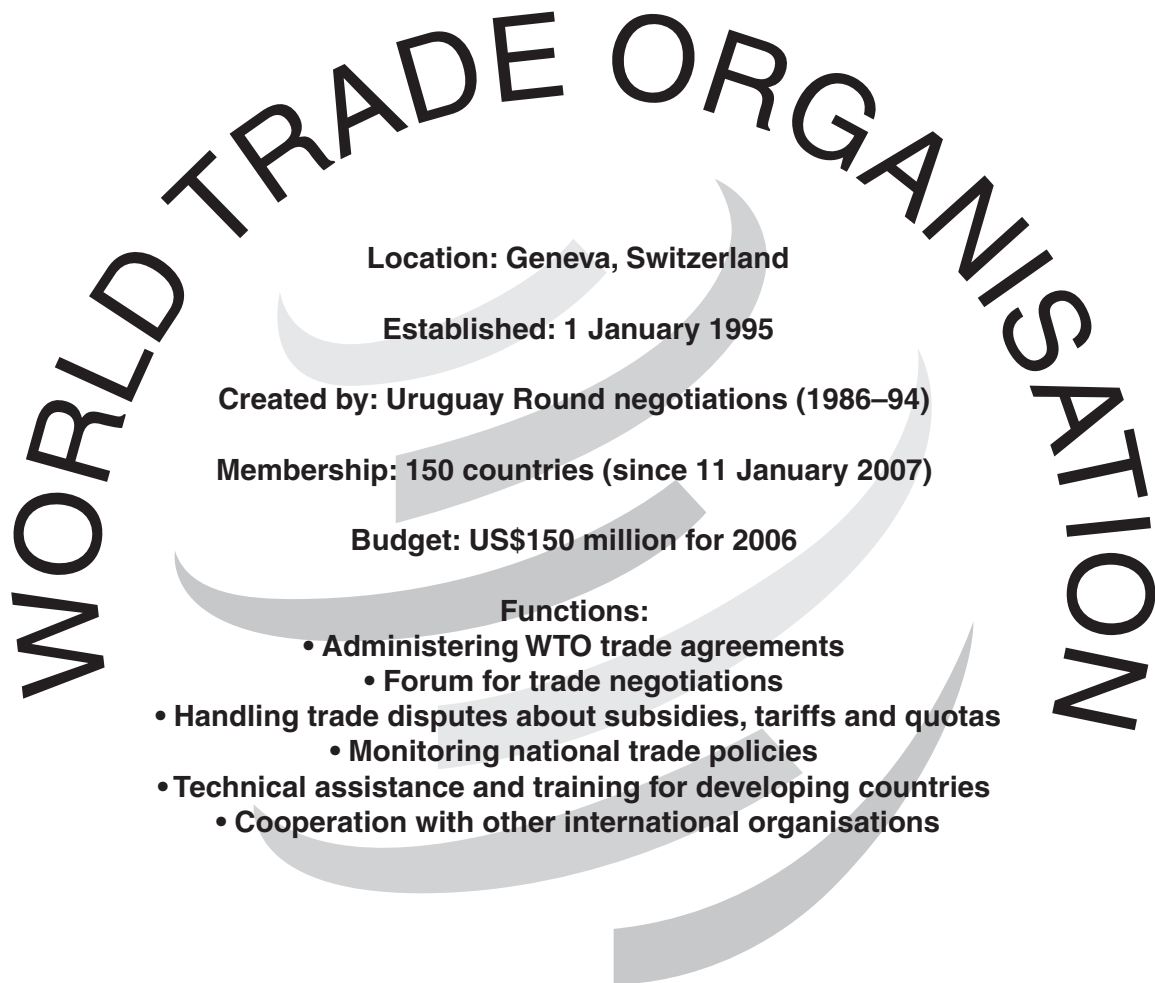 WORLD TRADE ORGANISATION
Location: Geneva, Switzerland
Established: 1 January 1995
Created by: Uruguay Round negotiations (1986–94)
Membership: 150 countries (since 11 January 2007)
Budget: US$150 million for 2006
Functions:
• Administering WTO trade agreements
• Forum for trade negotiations
• Handling trade disputes about subsidies, tariffs and quotas
• Monitoring national trade policies
• Technical assistance and training for developing countries
• Cooperation with other international organisations